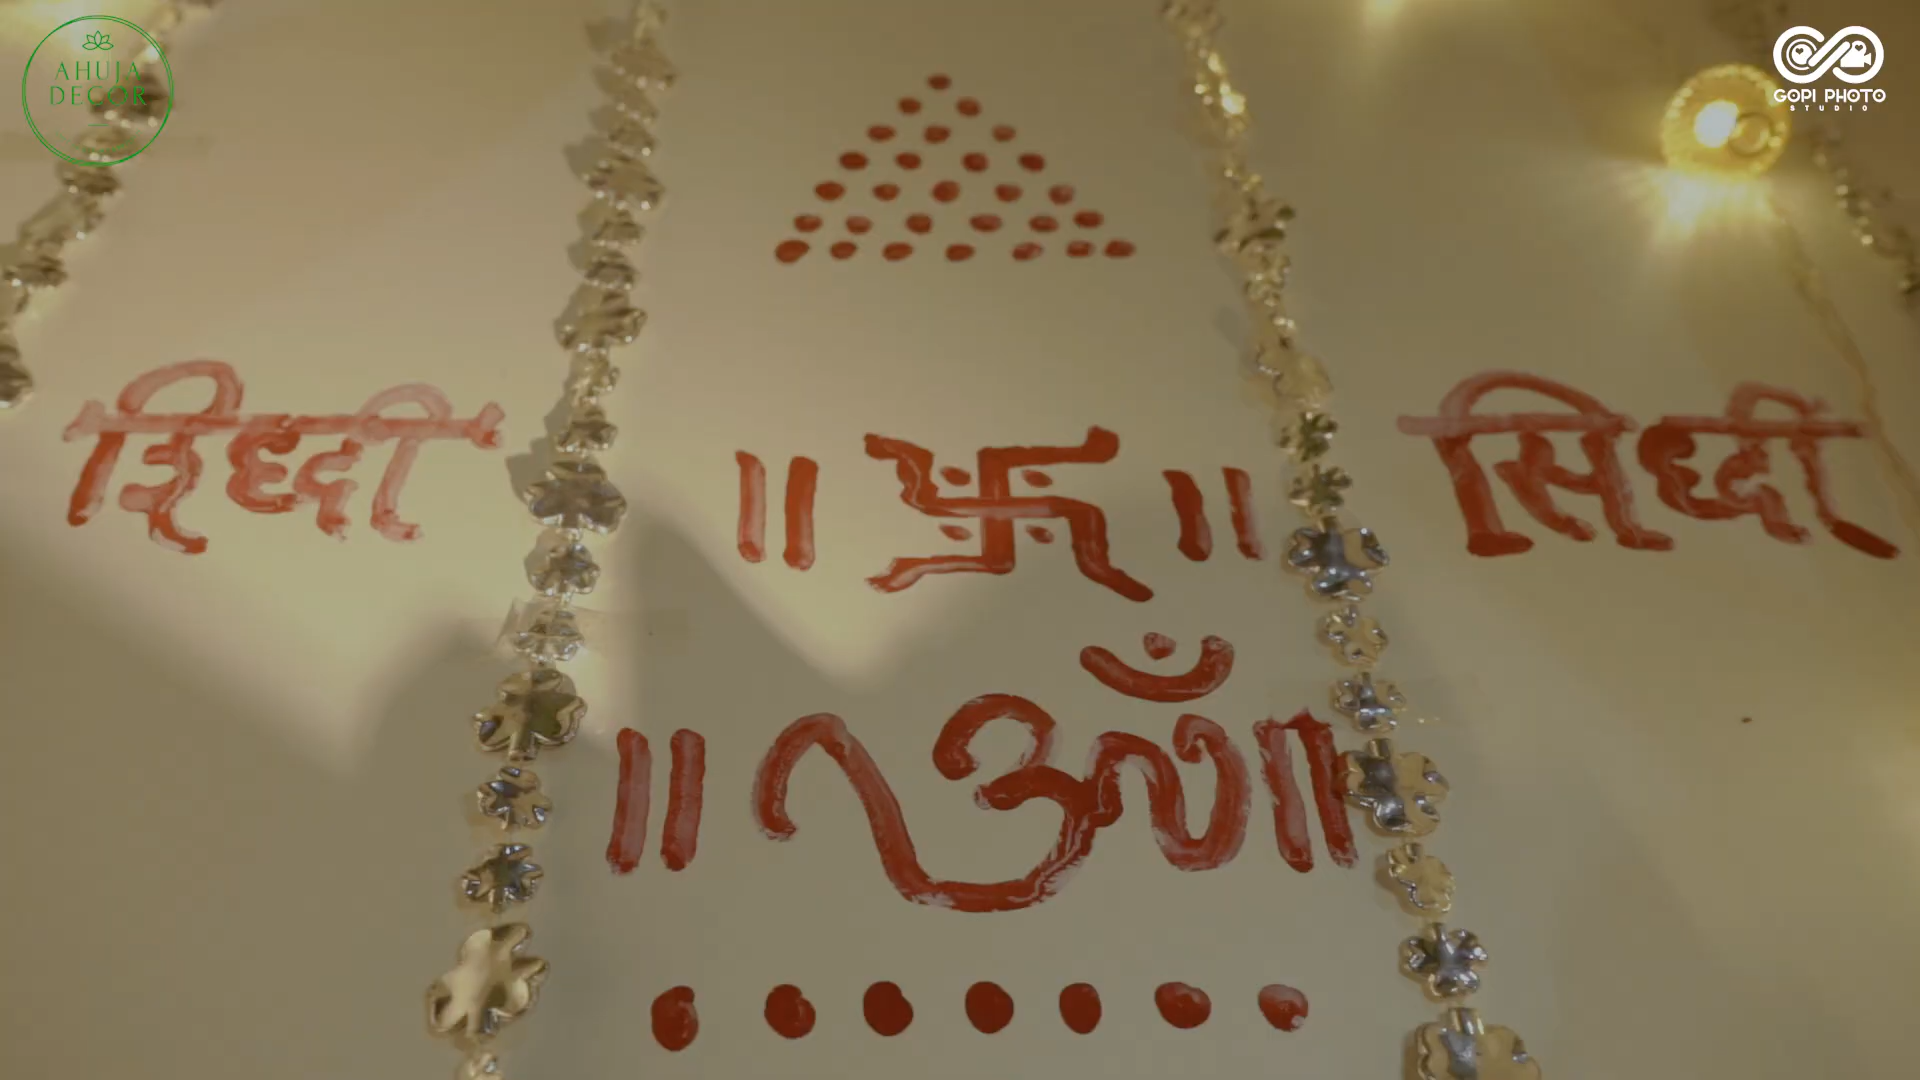 AHUJA
DECOR
GOPI PHOTO
STUDIO
रिध्दी ॥ 卐 ॥ सिध्दी
॥ ॐ ॥